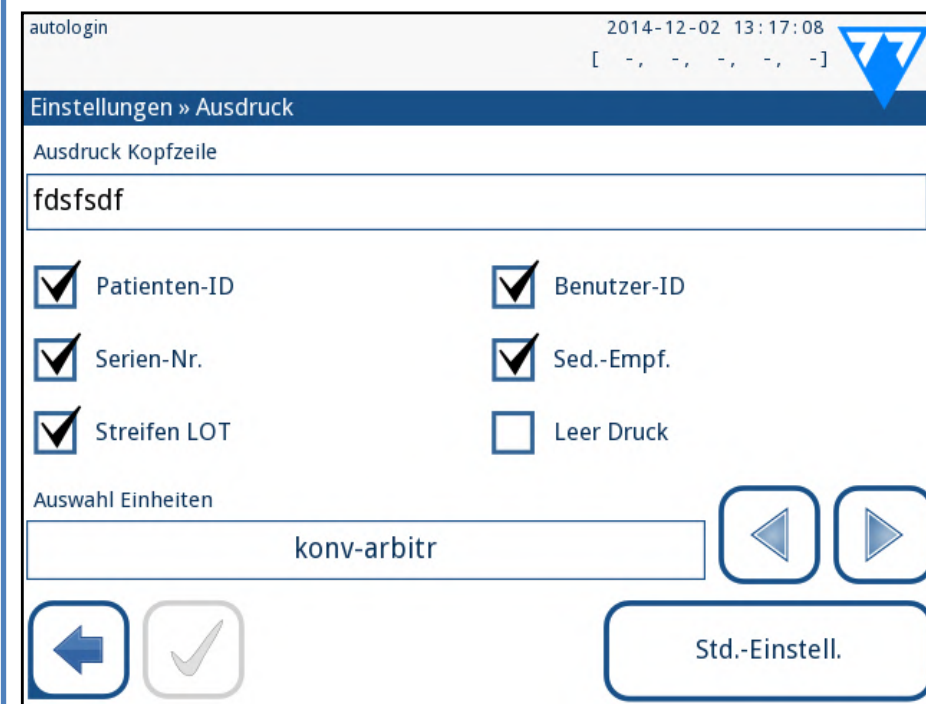 autologin 2014-12-02 13:17:08
[ -, -, -, -, -]
Einstellungen » Ausdruck
Ausdruck Kopfzeile
fdsfsdf
Patienten-ID Benutzer-ID
Serien-Nr. Sed.-Empf.
Streifen LOT Leer Druck
Auswahl Einheiten
konv-arbitr
Std.-Einstell.